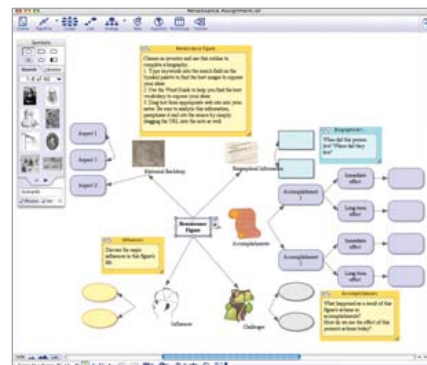 Renaissance Assignment.isf
Symbols
Renaissance Figure
Choose an inventor and use this outline to
complete a biography.
1. Type keywords into the search field on the
Symbol palette to find the best images to express
your ideas.
2. Use the Word Guide to help you find the best
vocabulary to express your ideas.
3. Drag text from appropriate web sites into your
notes. Be sure to analyze this information,
paraphrase it and cite the source by simply
dragging the URL into the note as well.
Aspect 1
Aspect 2
Aspect 3
Historical Backdrop
Biographical Information
Biographical Info
When did this person
live? Where did they
live?
Renaissance
Figure
Accomplishments
Accomplishment
1
Accomplishment
2
Immediate
effect
Long-term
effect
Immediate
effect
Long-term
effect
Influences
Discuss the major
influences in this figure's
life.
Influences
Challenges
Accomplishments
What happened as a result of this
figure's actions or
accomplishments?
How do we see the effect of this
person's actions today?